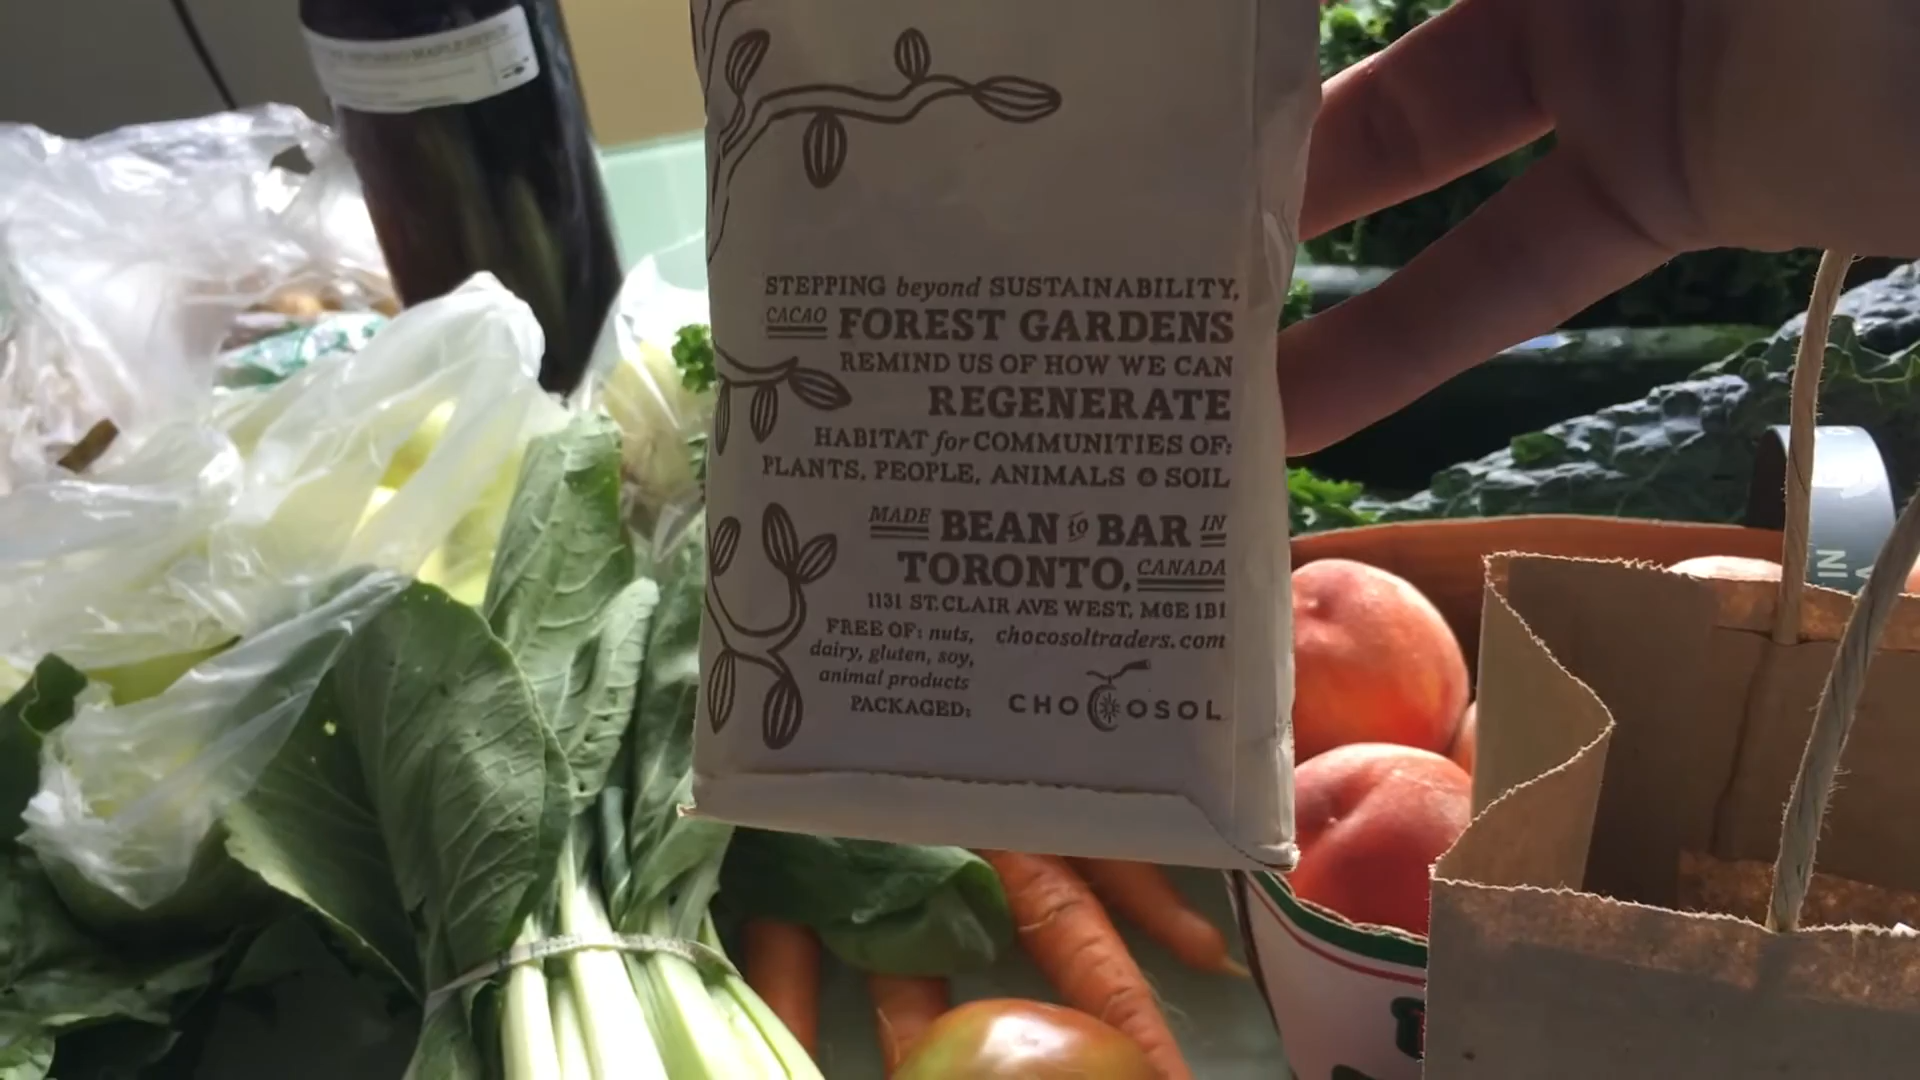 STEPPING beyond SUSTAINABILITY,
CACAO FOREST GARDENS
REMIND US OF HOW WE CAN
REGENERATE
HABITAT for COMMUNITIES OF:
PLANTS, PEOPLE, ANIMALS & SOIL
MADE BEAN to BAR IN
TORONTO, CANADA
1131 ST. CLAIR AVE WEST, M6E 1B1
FREE OF: nuts,
dairy, gluten, soy,
animal products
PACKAGED:
chocosoltraders.com
CHOCOSOL